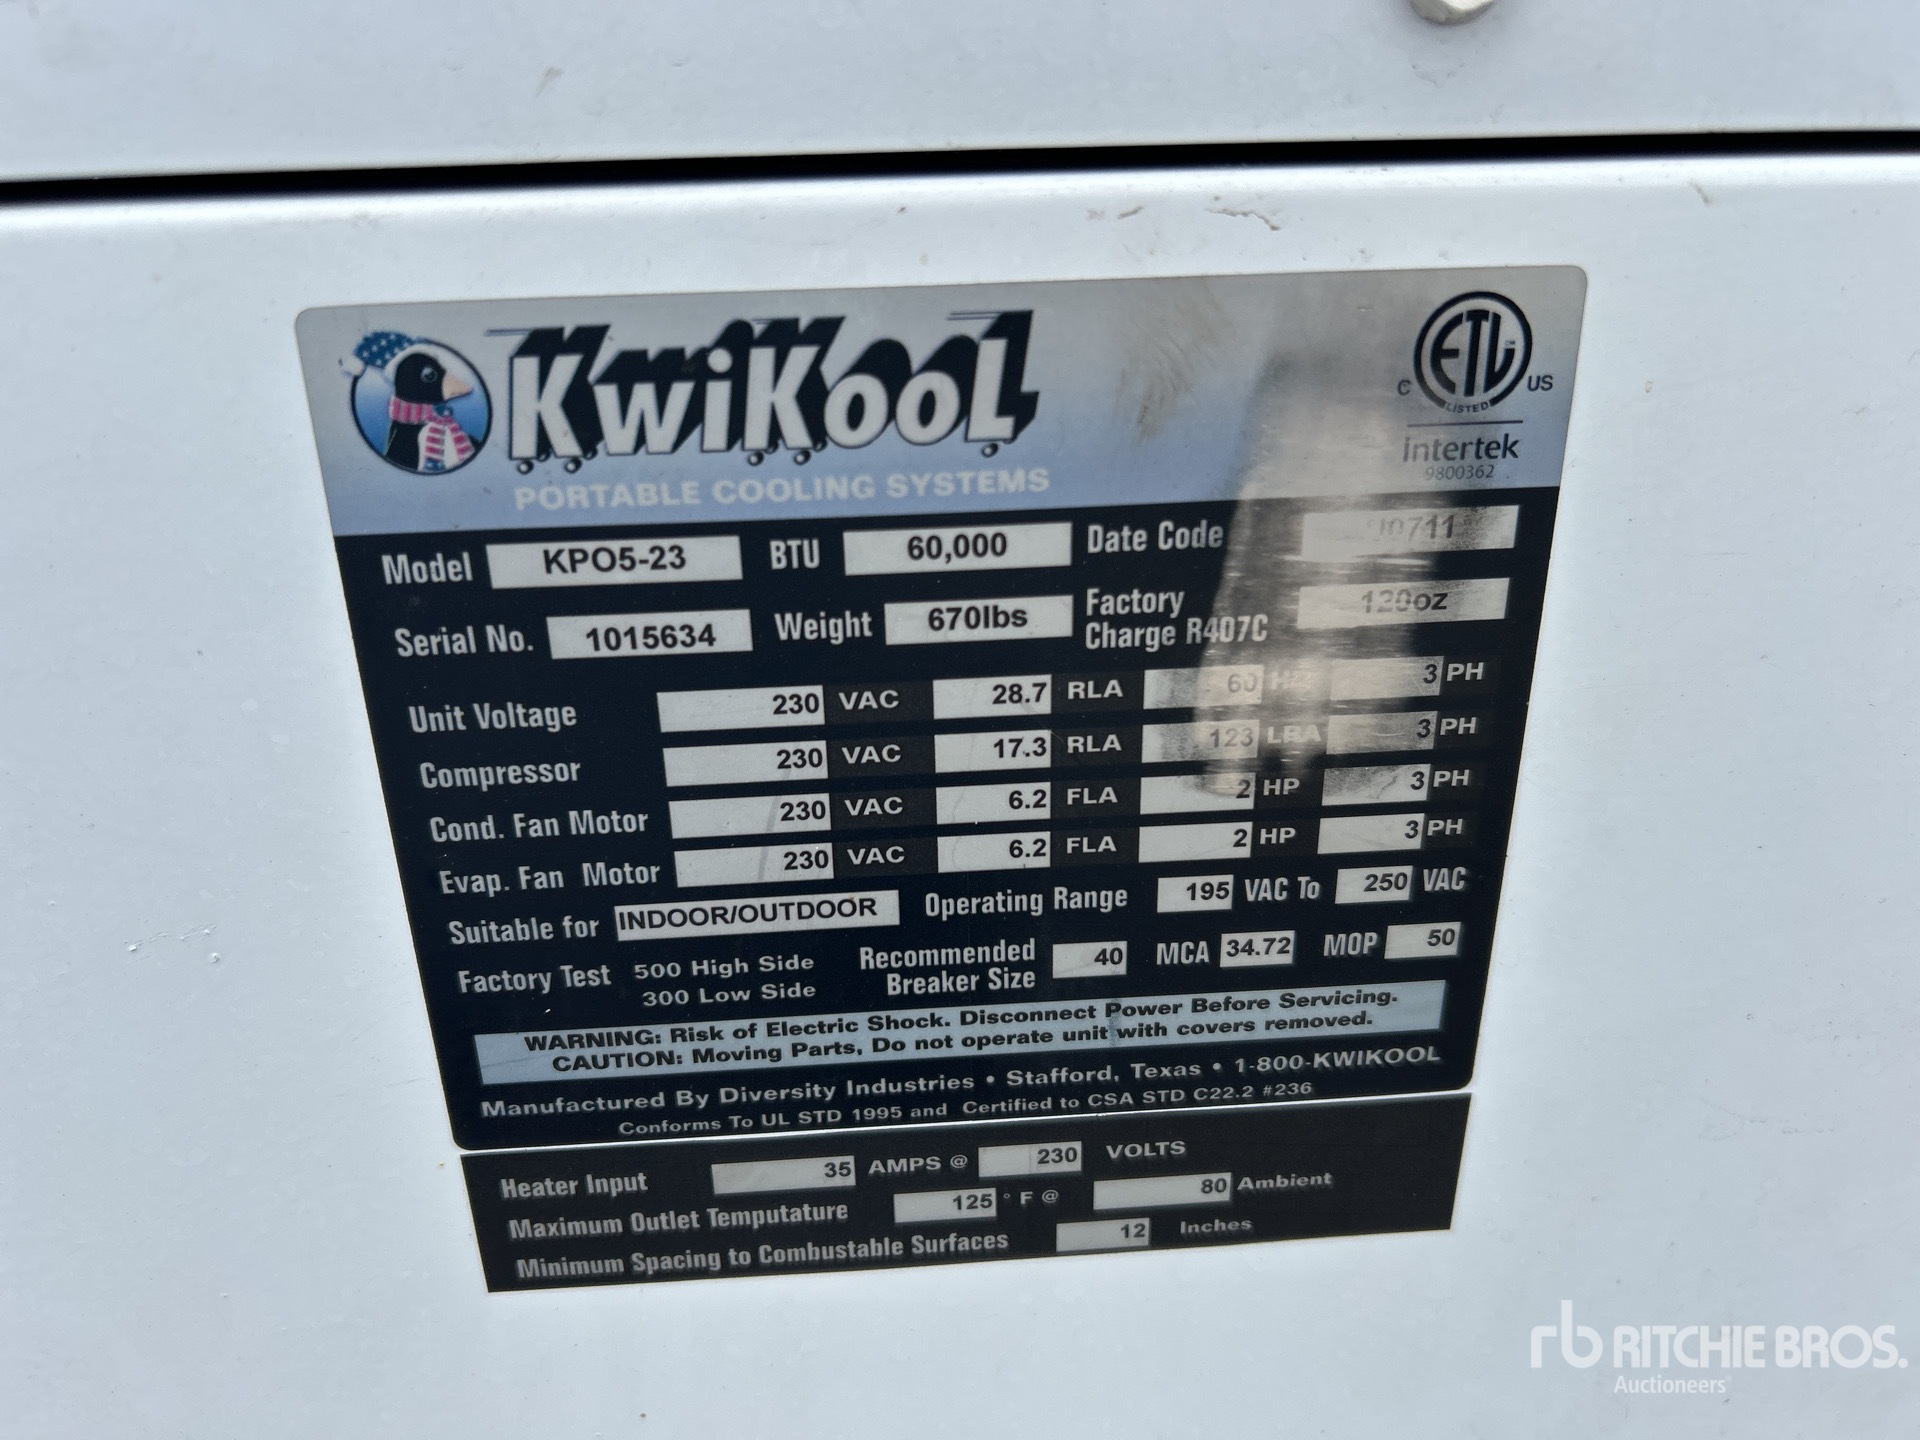 KwiKool
PORTABLE COOLING SYSTEMS
ETL
LISTED
C US
Intertek
9800362
Model KPO5-23 BTU 60,000 Date Code
Serial No. 1015634 Weight 670lbs Factory Charge R407C 120oz
Unit Voltage 230 VAC 28.7 RLA 60 HZ 3 PH
Compressor 230 VAC 17.3 RLA 123 LRA 3 PH
Cond. Fan Motor 230 VAC 6.2 FLA 2 HP 3 PH
Evap. Fan Motor 230 VAC 6.2 FLA 2 HP 3 PH
Suitable for INDOOR/OUTDOOR Operating Range 195 VAC To 250 VAC
Factory Test 500 High Side
300 Low Side
Recommended Breaker Size 40 MCA 34.72 MOP 50
WARNING: Risk of Electric Shock. Disconnect Power Before Servicing.
CAUTION: Moving Parts, Do not operate unit with covers removed.
Manufactured By Diversity Industries • Stafford, Texas • 1-800-KWIKOOL
Conforms To UL STD 1995 and Certified to CSA STD C22.2 #236
Heater Input 35 AMPS @ 230 VOLTS
Maximum Outlet Temputature 125 ° F @ 80 Ambient
Minimum Spacing to Combustable Surfaces 12 Inches
rb RITCHIE BROS.
Auctioneers